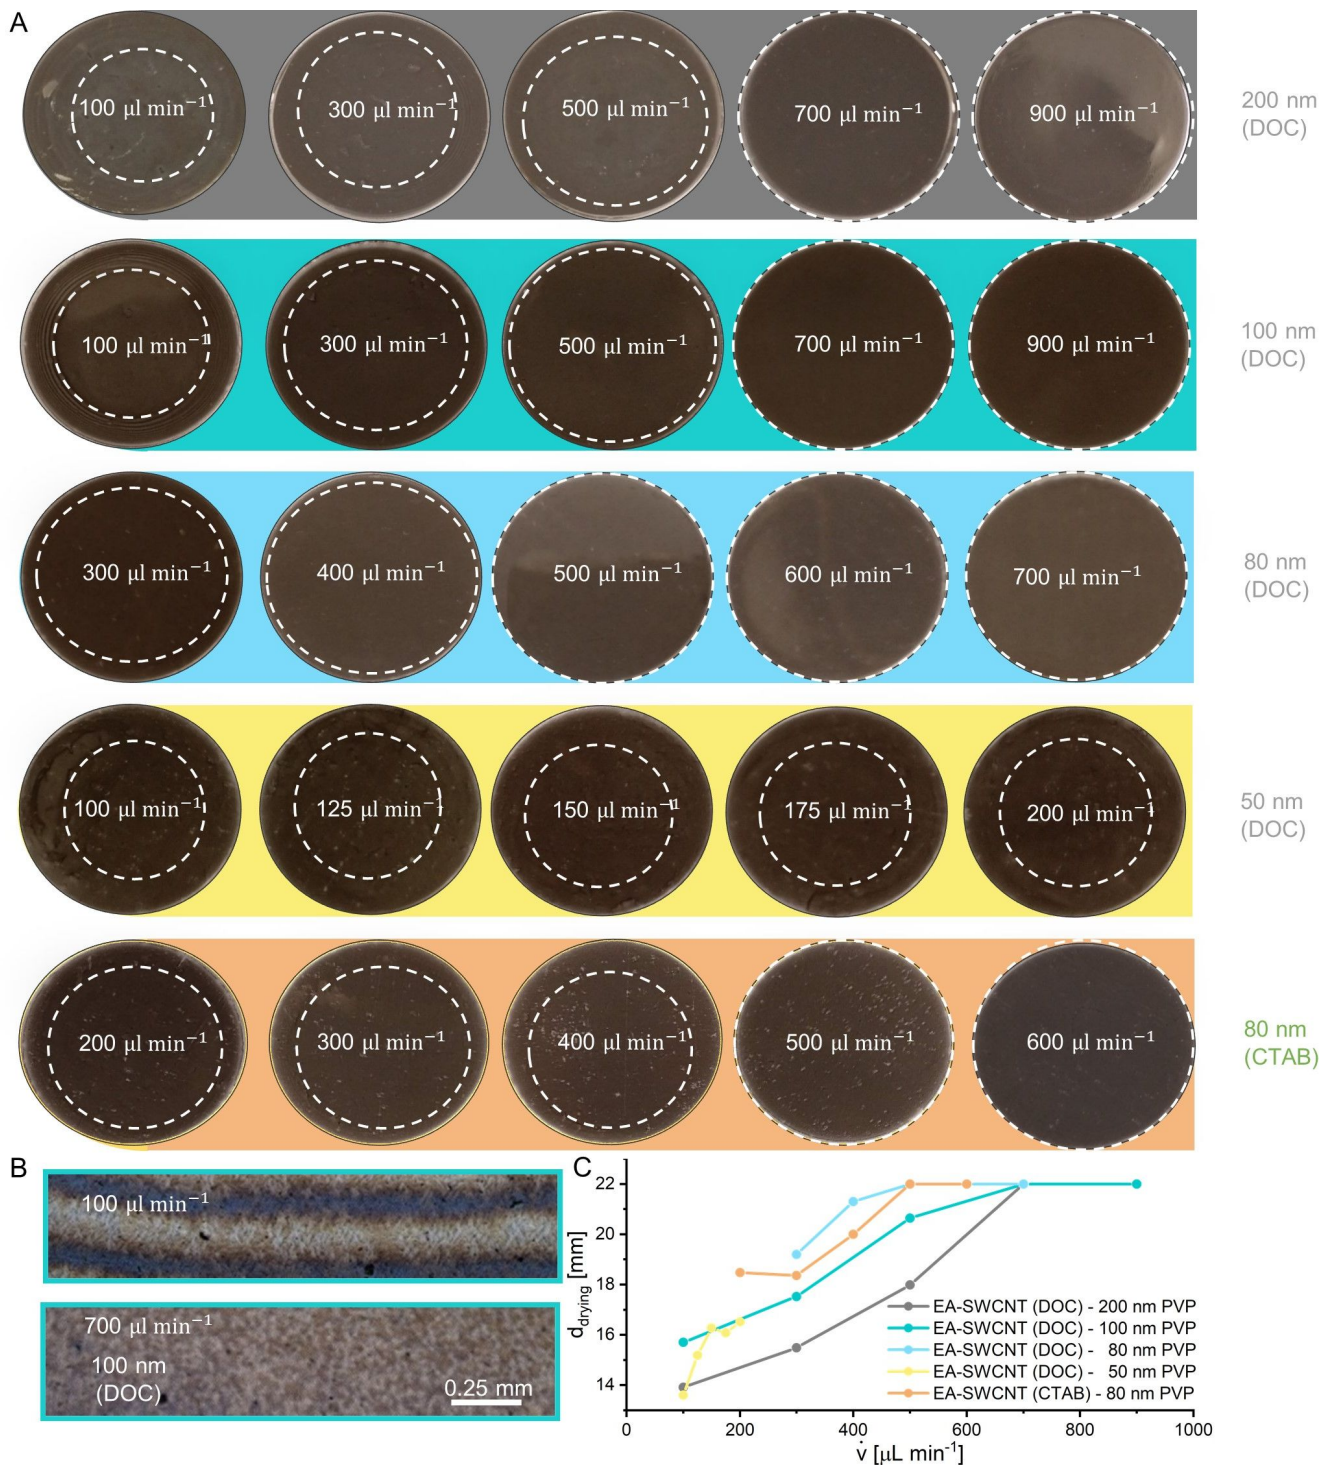 A
100 µl min⁻¹
300 µl min⁻¹
500 µl min⁻¹
700 µl min⁻¹
900 µl min⁻¹
200 nm
(DOC)
100 µl min⁻¹
300 µl min⁻¹
500 µl min⁻¹
700 µl min⁻¹
900 µl min⁻¹
100 nm
(DOC)
300 µl min⁻¹
400 µl min⁻¹
500 µl min⁻¹
600 µl min⁻¹
700 µl min⁻¹
80 nm
(DOC)
100 µl min⁻¹
125 µl min⁻¹
150 µl min⁻¹
175 µl min⁻¹
200 µl min⁻¹
50 nm
(DOC)
200 µl min⁻¹
300 µl min⁻¹
400 µl min⁻¹
500 µl min⁻¹
600 µl min⁻¹
80 nm
(CTAB)
B
100 µl min⁻¹
700 µl min⁻¹
100 nm
(DOC)
0.25 mm
C
d_drying [mm]
22
20
18
16
14
EA-SWCNT (DOC) - 200 nm PVP
EA-SWCNT (DOC) - 100 nm PVP
EA-SWCNT (DOC) - 80 nm PVP
EA-SWCNT (DOC) - 50 nm PVP
EA-SWCNT (CTAB) - 80 nm PVP
0 200 400 600 800 1000
v̇ [µL min⁻¹]